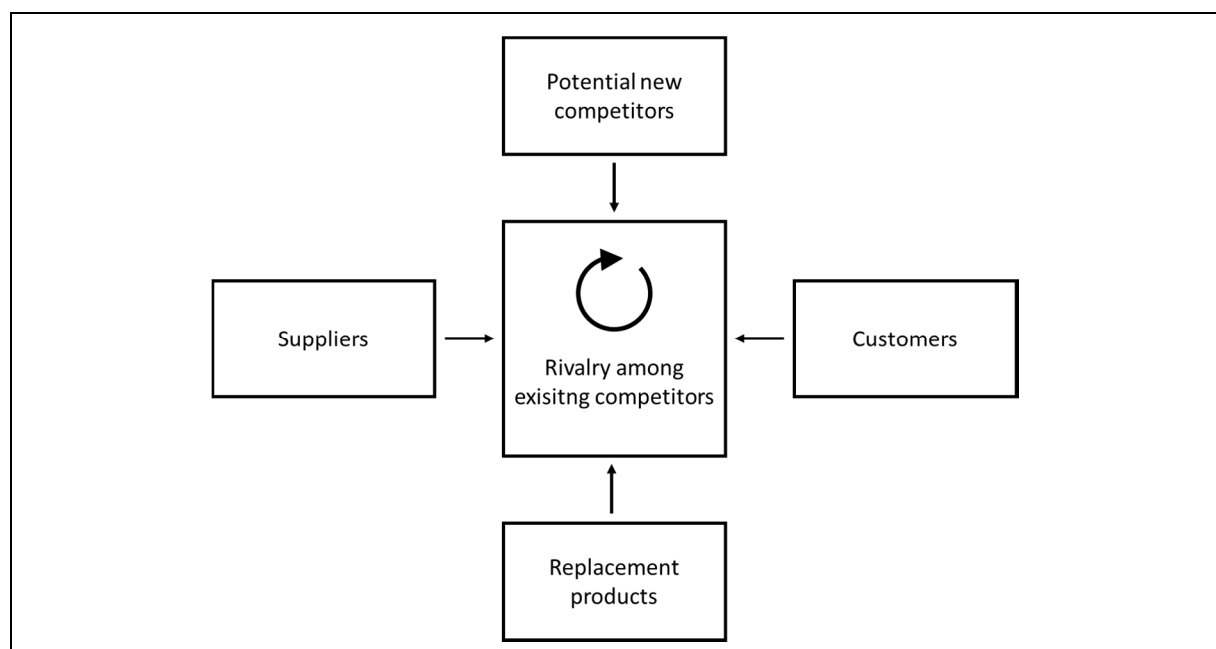 Potential new
competitors
Suppliers
Rivalry among
exisitng competitors
Customers
Replacement
products